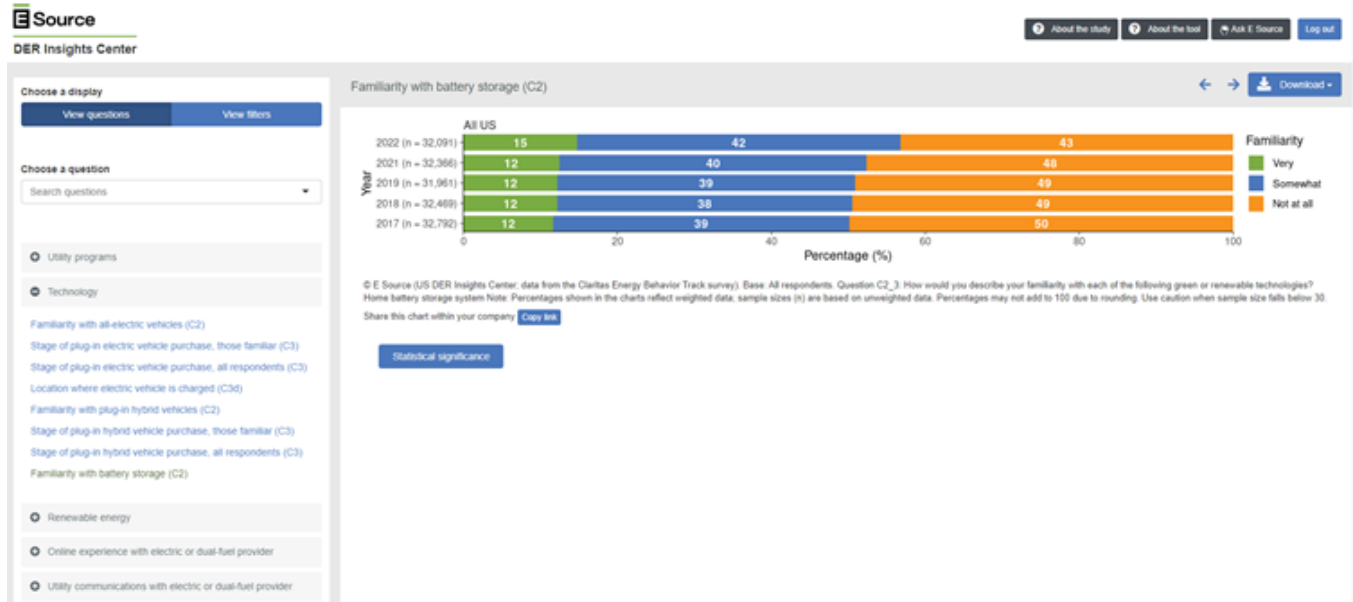 E Source
DER Insights Center
About the study
About the tool
Ask E Source
Log out
Choose a display
View questions
View filters
Choose a question
Search questions
Utility programs
Technology
Familiarity with all-electric vehicles (C2)
Stage of plug-in electric vehicle purchase, those familiar (C3)
Stage of plug-in electric vehicle purchase, all respondents (C3)
Location where electric vehicle is charged (C3d)
Familiarity with plug-in hybrid vehicles (C2)
Stage of plug-in hybrid vehicle purchase, those familiar (C3)
Stage of plug-in hybrid vehicle purchase, all respondents (C3)
Familiarity with battery storage (C2)
Renewable energy
Online experience with electric or dual-fuel provider
Utility communications with electric or dual-fuel provider
Familiarity with battery storage (C2)
Download
All US
Year
2022 (n = 32,091) 15 42 43
2021 (n = 32,366) 12 40 48
2019 (n = 31,961) 12 39 49
2018 (n = 32,469) 12 38 49
2017 (n = 32,792) 12 39 50
0 20 40 60 80 100
Percentage (%)
Familiarity
Very
Somewhat
Not at all
© E Source (US DER Insights Center; data from the Claritas Energy Behavior Track survey). Base: All respondents. Question C2_3: How would you describe your familiarity with each of the following green or renewable technologies?
Home battery storage system Note: Percentages shown in the charts reflect weighted data; sample sizes (n) are based on unweighted data. Percentages may not add to 100 due to rounding. Use caution when sample size falls below 30.
Share this chart within your company Copy link
Statistical significance